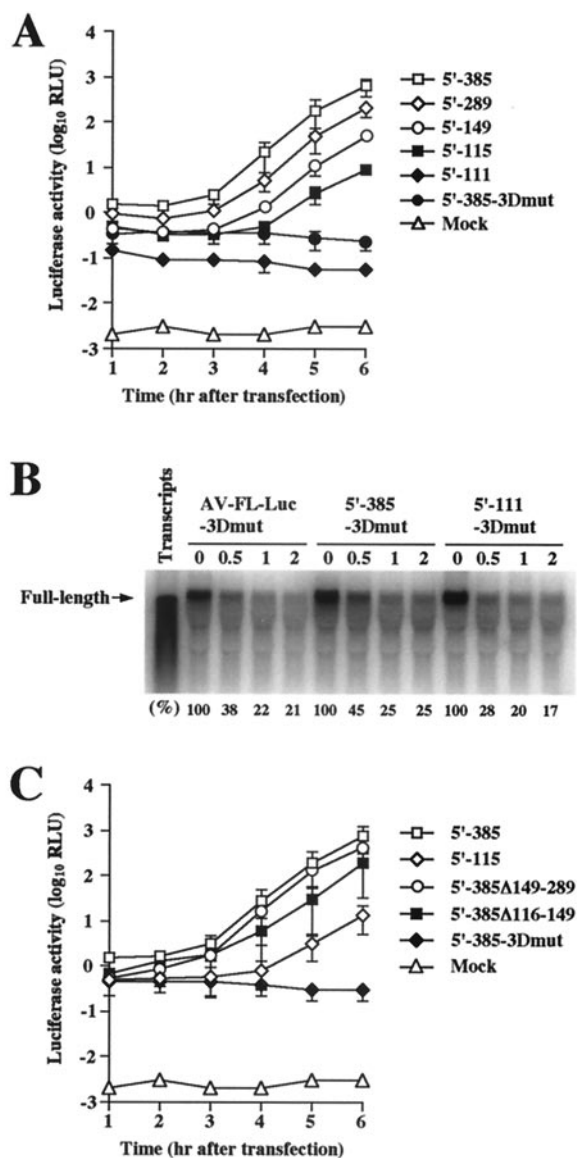 A
Luciferase activity (log10 RLU)
4
3
2
1
0
-1
-2
-3
1 2 3 4 5 6
Time (hr after transfection)
5'-385
5'-289
5'-149
5'-115
5'-111
5'-385-3Dmut
Mock
B
Transcripts
AV-FL-Luc -3Dmut
5'-385 -3Dmut
5'-111 -3Dmut
0 0.5 1 2 0 0.5 1 2 0 0.5 1 2
Full-length
(%) 100 38 22 21 100 45 25 25 100 28 20 17
C
Luciferase activity (log10 RLU)
4
3
2
1
0
-1
-2
-3
1 2 3 4 5 6
Time (hr after transfection)
5'-385
5'-115
5'-385Δ149-289
5'-385Δ116-149
5'-385-3Dmut
Mock